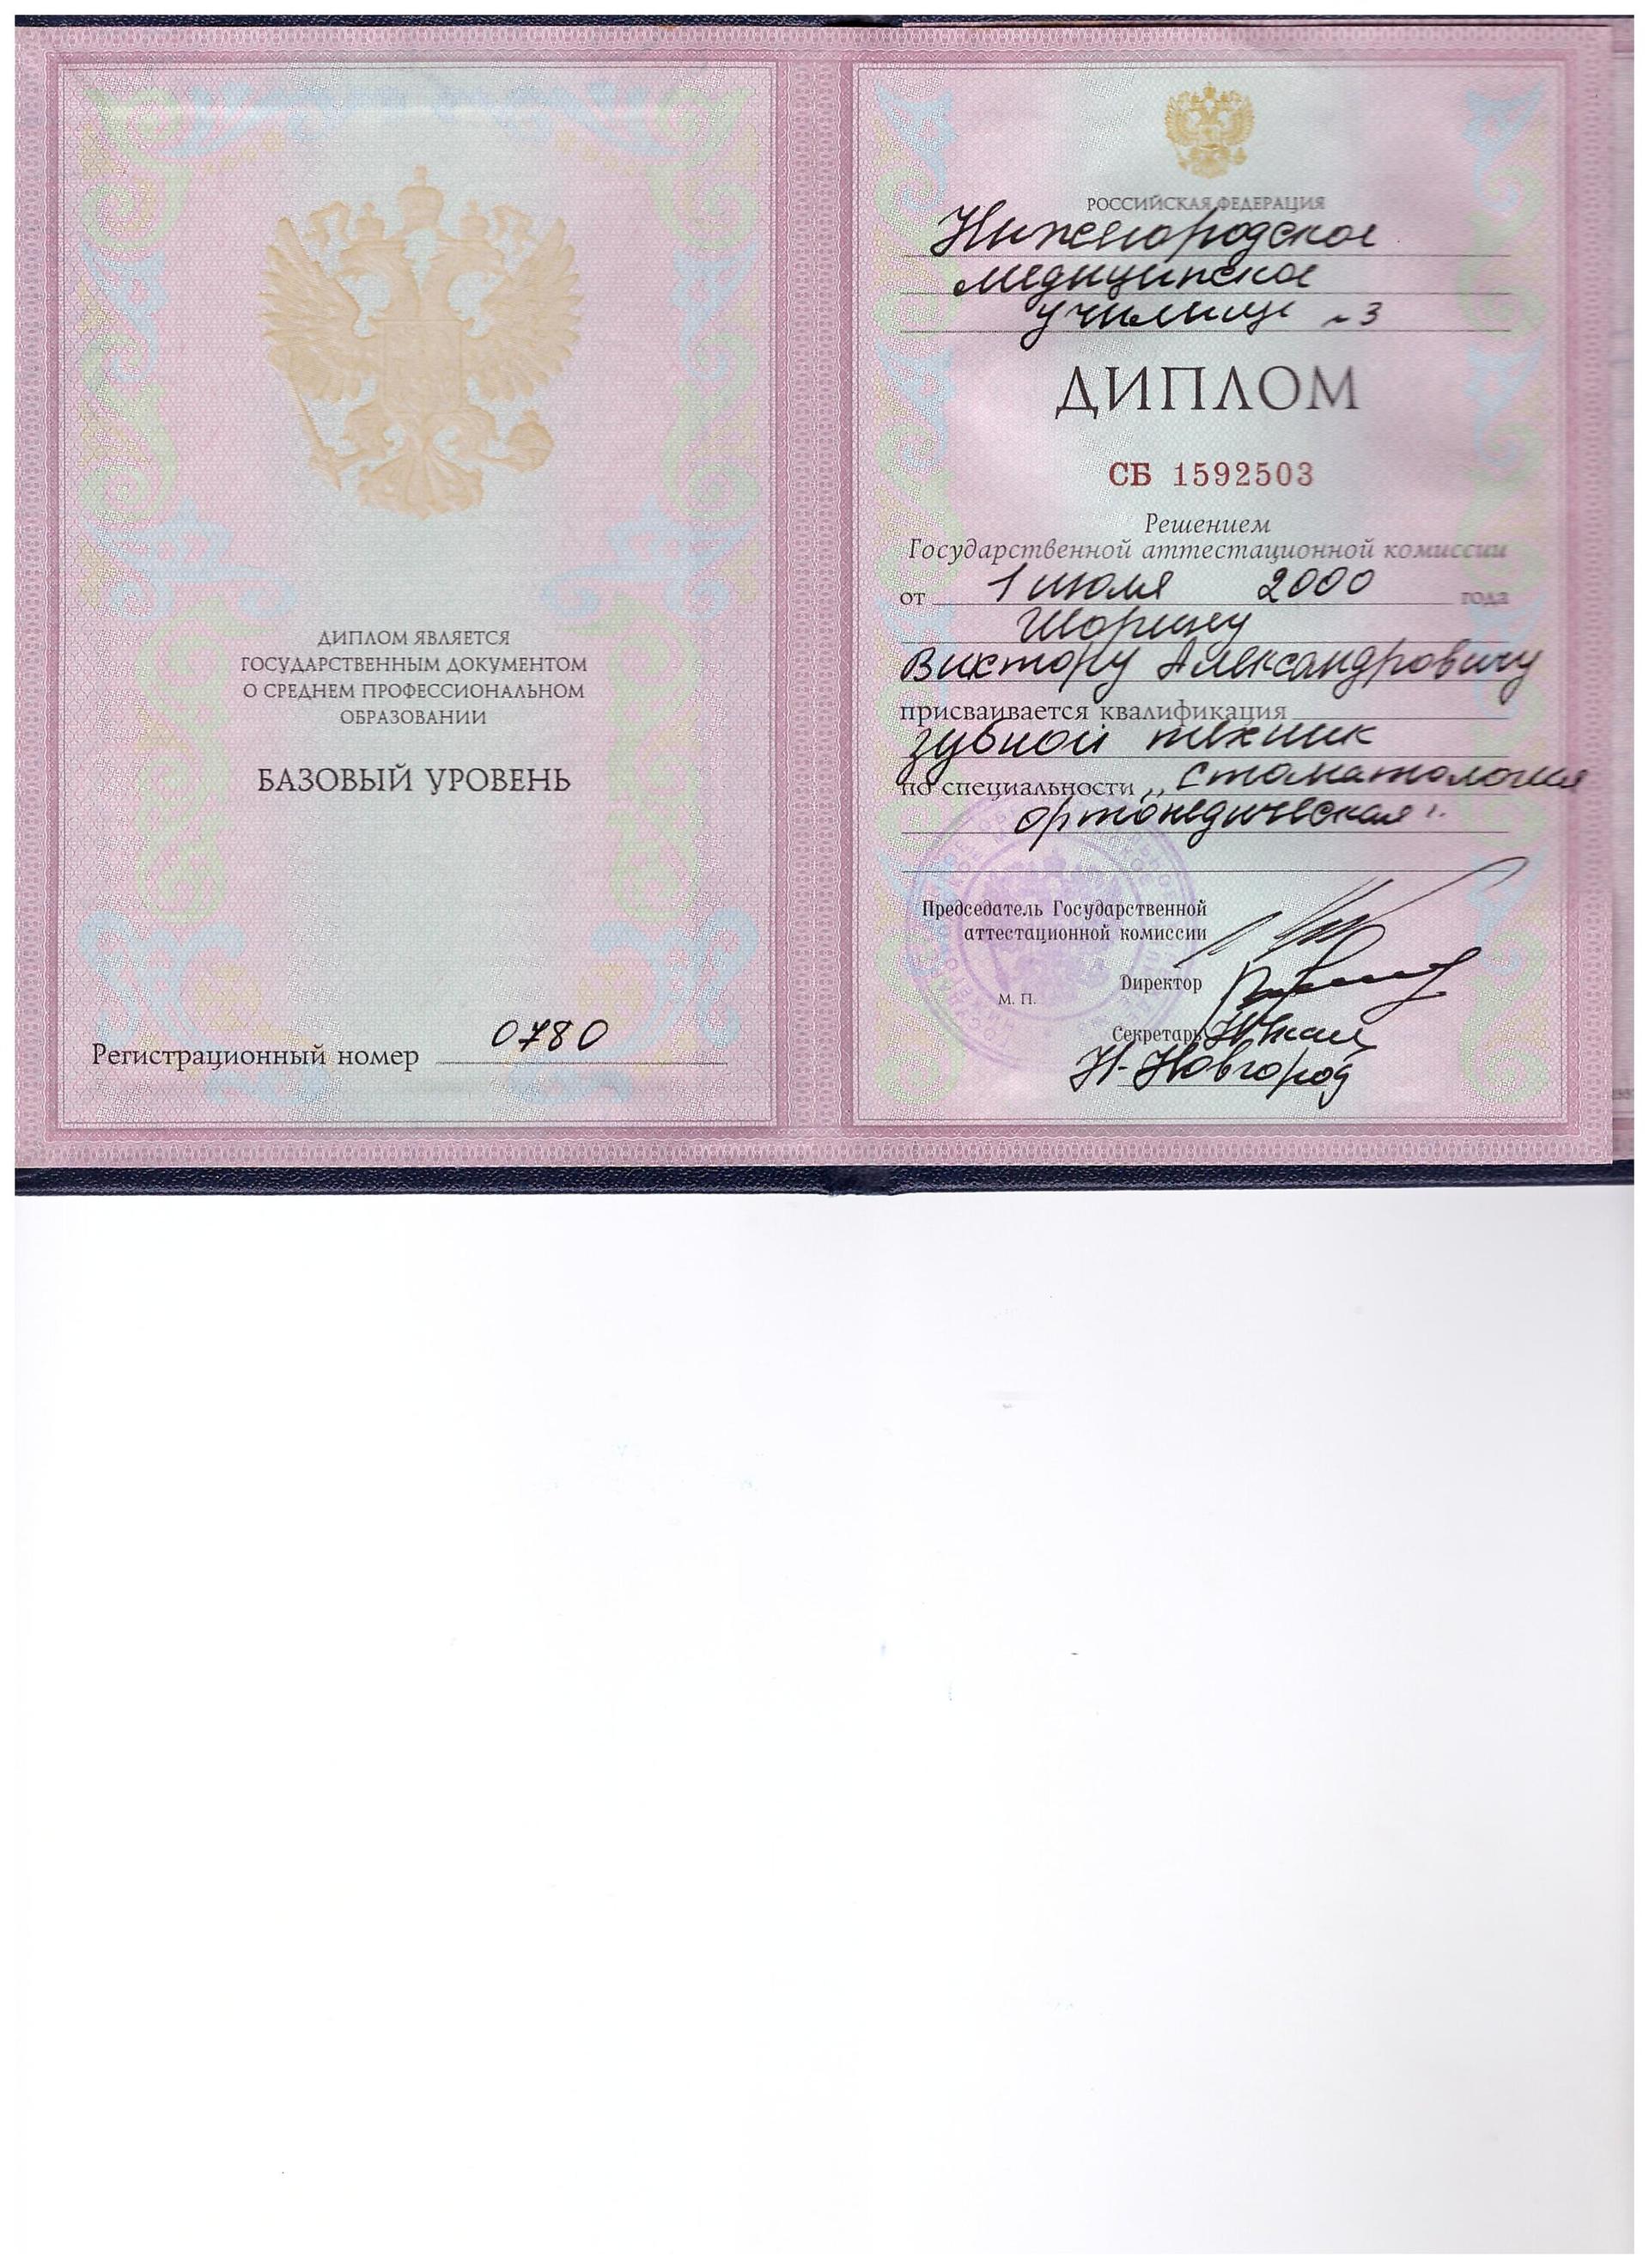 ДИПЛОМ ЯВЛЯЕТСЯ
ГОСУДАРСТВЕННЫМ ДОКУМЕНТОМ
О СРЕДНЕМ ПРОФЕССИОНАЛЬНОМ
ОБРАЗОВАНИИ
БАЗОВЫЙ УРОВЕНЬ
Регистрационный номер 0780
РОССИЙСКАЯ ФЕДЕРАЦИЯ
Нижегородское
медицинское
училище №3
ДИПЛОМ
СБ 1592503
Решением
Государственной аттестационной комиссии
от 1 июля 2000 года
Шорину
Виктору Александровичу
присваивается квалификация
зубной техник
по специальности „Стоматология
ортопедическая".
Председатель Государственной
аттестационной комиссии
Директор
М. П.
Секретарь
Н-Новгород